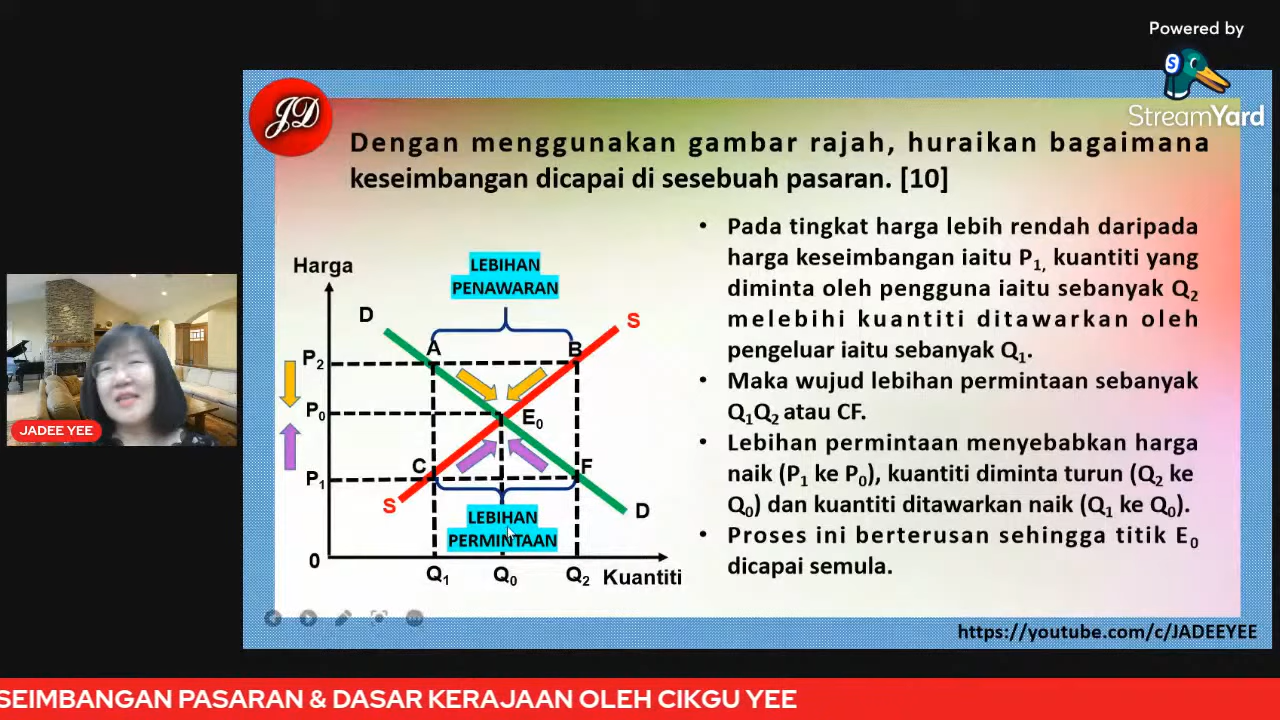 Powered by
StreamYard
JD
Dengan menggunakan gambar rajah, huraikan bagaimana
keseimbangan dicapai di sesebuah pasaran. [10]
Harga
LEBIHAN
PENAWARAN
D
S
A
B
P2
P0
E0
C
F
P1
S
D
LEBIHAN
PERMINTAAN
0
Q1
Q0
Q2
Kuantiti
• Pada tingkat harga lebih rendah daripada
harga keseimbangan iaitu P1, kuantiti yang
diminta oleh pengguna iaitu sebanyak Q2
melebihi kuantiti ditawarkan oleh
pengeluar iaitu sebanyak Q1.
• Maka wujud lebihan permintaan sebanyak
Q1Q2 atau CF.
• Lebihan permintaan menyebabkan harga
naik (P1 ke P0), kuantiti diminta turun (Q2 ke
Q0) dan kuantiti ditawarkan naik (Q1 ke Q0).
• Proses ini berterusan sehingga titik E0
dicapai semula.
JADEE YEE
https://youtube.com/c/JADEEYEE
SEIMBANGAN PASARAN & DASAR KERAJAAN OLEH CIKGU YEE